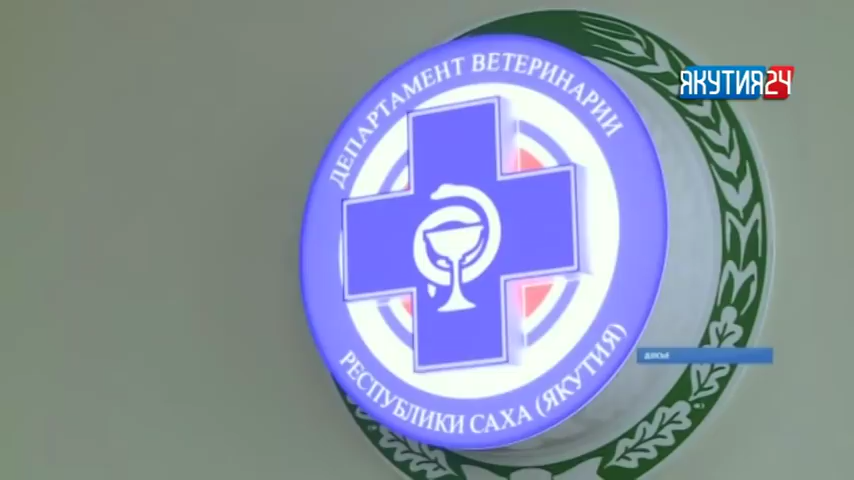 ЯКУТИЯ24
ДЕПАРТАМЕНТ ВЕТЕРИНАРИИ
РЕСПУБЛИКИ САХА (ЯКУТИЯ)